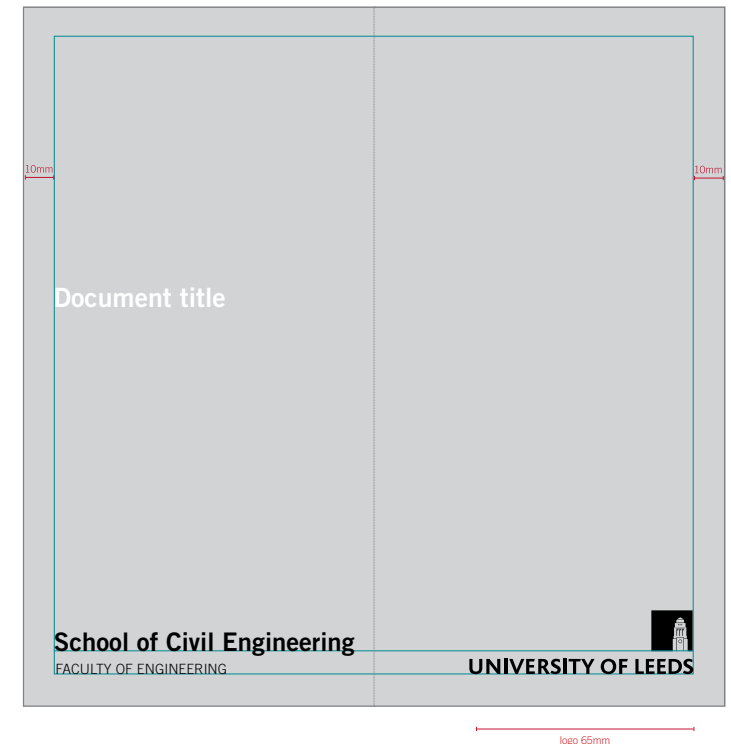 10mm
10mm
Document title
School of Civil Engineering
FACULTY OF ENGINEERING
UNIVERSITY OF LEEDS
logo 65mm